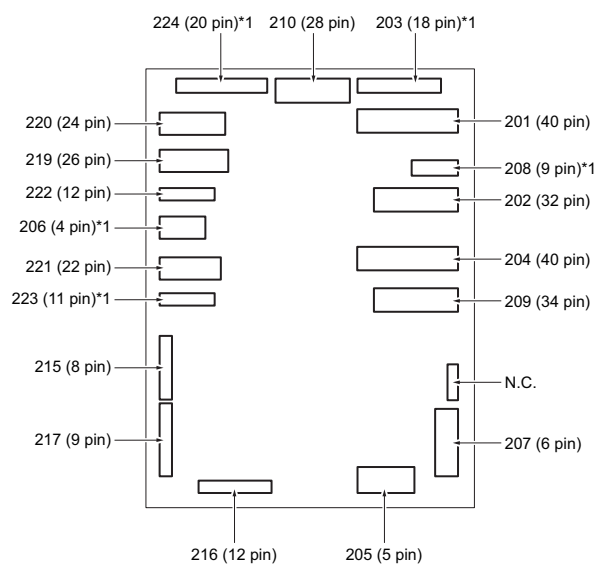 224 (20 pin)*1
210 (28 pin)
203 (18 pin)*1
220 (24 pin)
201 (40 pin)
219 (26 pin)
208 (9 pin)*1
222 (12 pin)
202 (32 pin)
206 (4 pin)*1
221 (22 pin)
204 (40 pin)
223 (11 pin)*1
209 (34 pin)
215 (8 pin)
N.C.
217 (9 pin)
207 (6 pin)
216 (12 pin)
205 (5 pin)